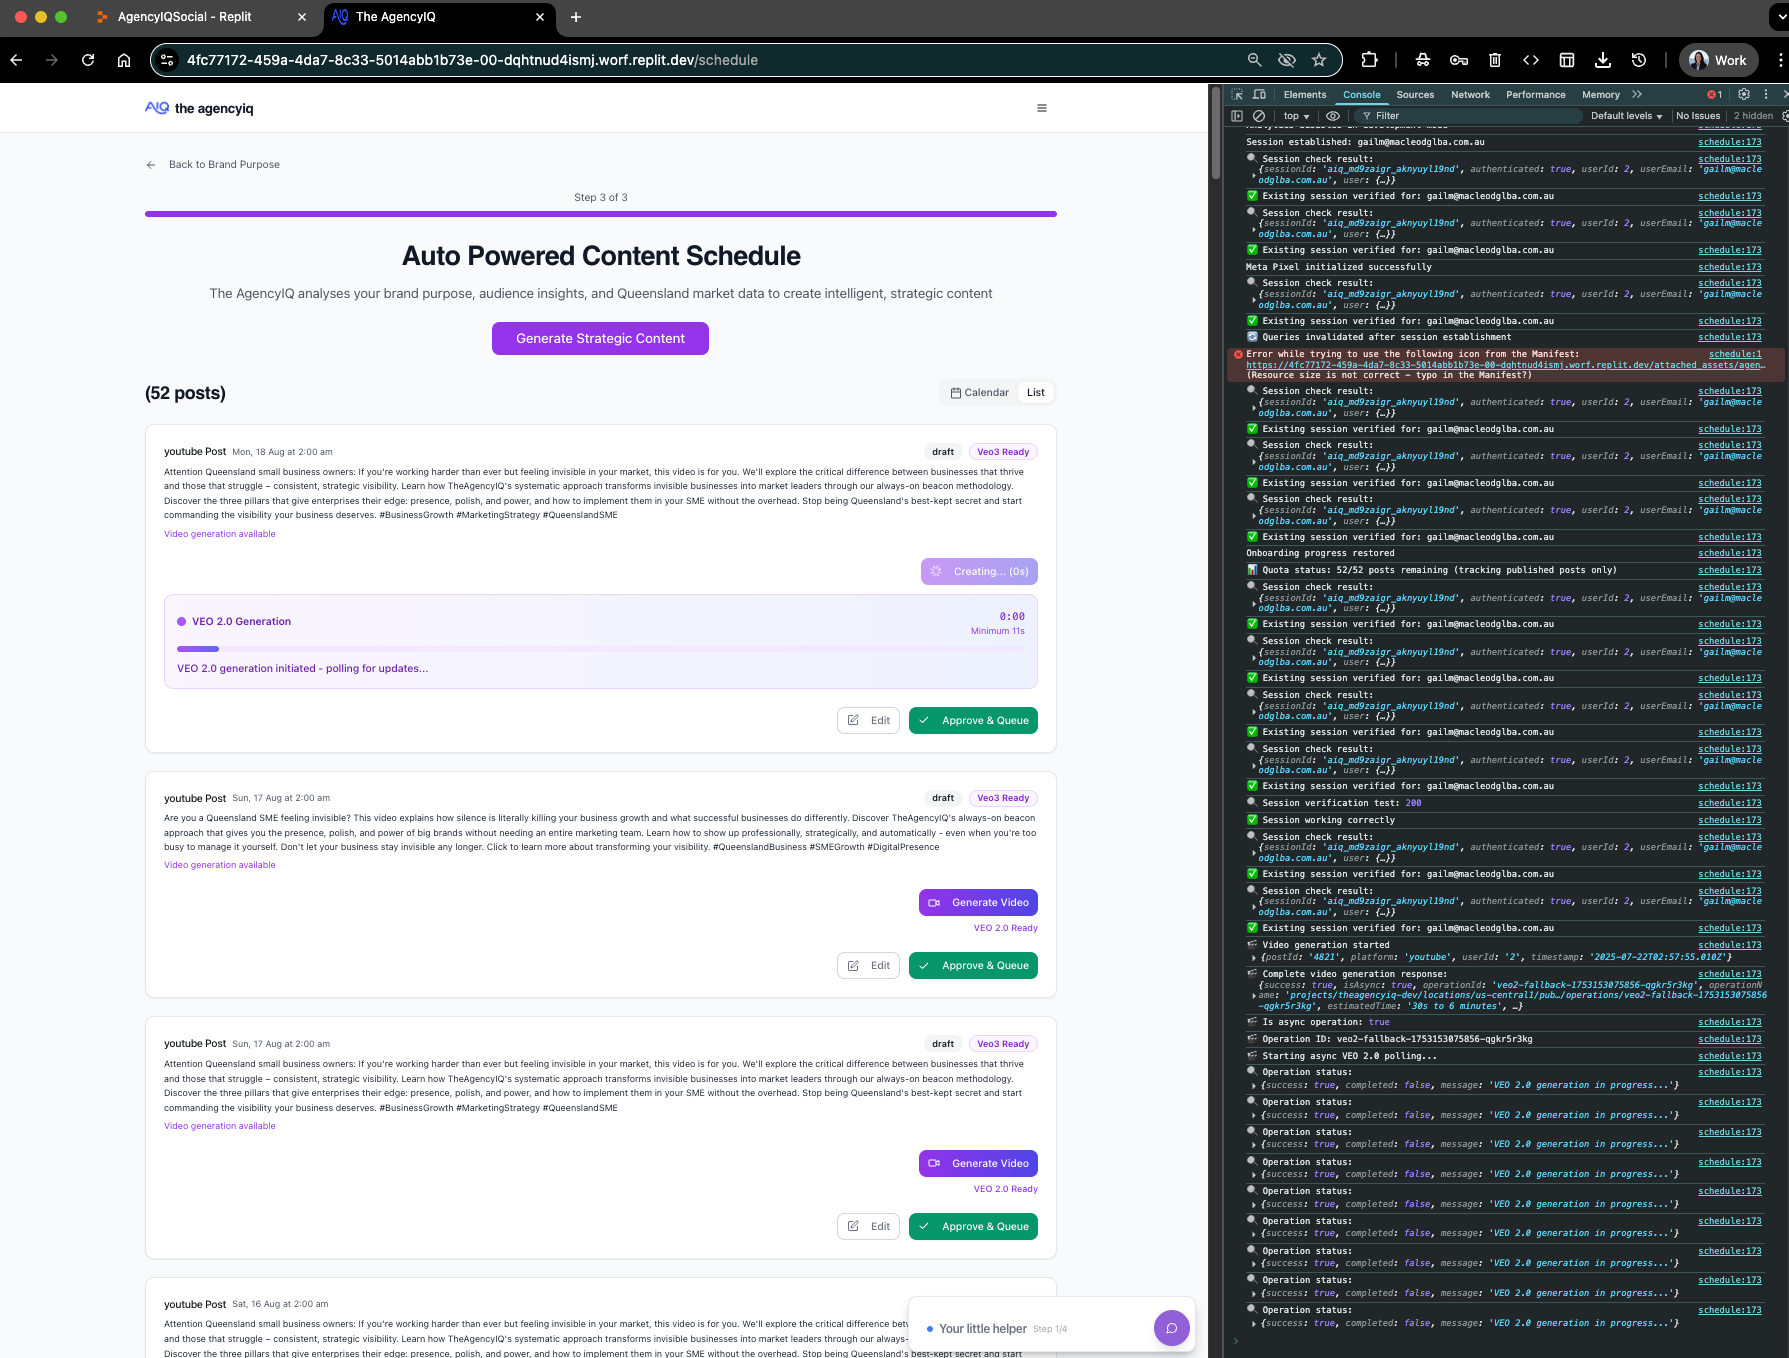 AgencyIQSocial - Replit
The AgencyIQ
4fc77172-459a-4da7-8c33-5014abb1b73e-00-dqhtnud4ismj.worf.replit.dev/schedule
Work
AIQ the agencyiq
Back to Brand Purpose
Step 3 of 3
Auto Powered Content Schedule
The AgencyIQ analyses your brand purpose, audience insights, and Queensland market data to create intelligent, strategic content
Generate Strategic Content
(52 posts)
Calendar
List
youtube Post Mon, 18 Aug at 2:00 am
draft
Veo3 Ready
Attention Queensland small business owners: If you're working harder than ever but feeling invisible in your market, this video is for you. We'll explore the critical difference between businesses that thrive
and those that struggle – consistent, strategic visibility. Learn how TheAgencyIQ's systematic approach transforms invisible businesses into market leaders through our always-on beacon methodology.
Discover the three pillars that give enterprises their edge: presence, polish, and power, and how to implement them in your SME without the overhead. Stop being Queensland's best-kept secret and start
commanding the visibility your business deserves. #BusinessGrowth #MarketingStrategy #QueenslandSME
Video generation available
Creating... (0s)
VEO 2.0 Generation
0:00
Minimum 11s
VEO 2.0 generation initiated - polling for updates...
Edit
Approve & Queue
youtube Post Sun, 17 Aug at 2:00 am
draft
Veo3 Ready
Are you a Queensland SME feeling invisible? This video explains how silence is literally killing your business growth and what successful businesses do differently. Discover TheAgencyIQ's always-on beacon
approach that gives you the presence, polish, and power of big brands without needing an entire marketing team. Learn how to show up professionally, strategically, and automatically - even when you're too
busy to manage it yourself. Don't let your business stay invisible any longer. Click to learn more about transforming your visibility. #QueenslandBusiness #SMEGrowth #DigitalPresence
Video generation available
Generate Video
VEO 2.0 Ready
Edit
Approve & Queue
youtube Post Sun, 17 Aug at 2:00 am
draft
Veo3 Ready
Attention Queensland small business owners: If you're working harder than ever but feeling invisible in your market, this video is for you. We'll explore the critical difference between businesses that thrive
and those that struggle – consistent, strategic visibility. Learn how TheAgencyIQ's systematic approach transforms invisible businesses into market leaders through our always-on beacon methodology.
Discover the three pillars that give enterprises their edge: presence, polish, and power, and how to implement them in your SME without the overhead. Stop being Queensland's best-kept secret and start
commanding the visibility your business deserves. #BusinessGrowth #MarketingStrategy #QueenslandSME
Video generation available
Generate Video
VEO 2.0 Ready
Edit
Approve & Queue
youtube Post Sat, 16 Aug at 2:00 am
Attention Queensland small business owners: If you're working harder than ever but feeling invisible in your market, this video is for you. We'll explore the critical difference betw
and those that struggle – consistent, strategic visibility. Learn how TheAgencyIQ's systematic approach transforms invisible businesses into market leaders through our always-
Discover the three pillars that give enterprises their edge: presence, polish, and power, and how to implement them in your SME without the overhead. Stop being Queensland's best-kept secret and start
Your little helper Step 1/4
Elements Console Sources Network Performance Memory
1
top
Filter
Default levels
No Issues
2 hidden
Session established: gailm@macleodglba.com.au schedule:173
Session check result: schedule:173
{sessionId: 'aiq_md9zaigr_aknyuyl19nd', authenticated: true, userId: 2, userEmail: 'gailm@macle
odglba.com.au', user: {…}}
Existing session verified for: gailm@macleodglba.com.au schedule:173
Session check result: schedule:173
{sessionId: 'aiq_md9zaigr_aknyuyl19nd', authenticated: true, userId: 2, userEmail: 'gailm@macle
odglba.com.au', user: {…}}
Existing session verified for: gailm@macleodglba.com.au schedule:173
Meta Pixel initialized successfully schedule:173
Session check result: schedule:173
{sessionId: 'aiq_md9zaigr_aknyuyl19nd', authenticated: true, userId: 2, userEmail: 'gailm@macle
odglba.com.au', user: {…}}
Existing session verified for: gailm@macleodglba.com.au schedule:173
Queries invalidated after session establishment schedule:173
Error while trying to use the following icon from the Manifest: schedule:1
https://4fc77172-459a-4da7-8c33-5014abb1b73e-00-dqhtnud4ismj.worf.replit.dev/attached_assets/agen…
(Resource size is not correct - typo in the Manifest?)
Session check result: schedule:173
{sessionId: 'aiq_md9zaigr_aknyuyl19nd', authenticated: true, userId: 2, userEmail: 'gailm@macle
odglba.com.au', user: {…}}
Existing session verified for: gailm@macleodglba.com.au schedule:173
Session check result: schedule:173
{sessionId: 'aiq_md9zaigr_aknyuyl19nd', authenticated: true, userId: 2, userEmail: 'gailm@macle
odglba.com.au', user: {…}}
Existing session verified for: gailm@macleodglba.com.au schedule:173
Session check result: schedule:173
{sessionId: 'aiq_md9zaigr_aknyuyl19nd', authenticated: true, userId: 2, userEmail: 'gailm@macle
odglba.com.au', user: {…}}
Existing session verified for: gailm@macleodglba.com.au schedule:173
Onboarding progress restored schedule:173
Quota status: 52/52 posts remaining (tracking published posts only) schedule:173
Session check result: schedule:173
{sessionId: 'aiq_md9zaigr_aknyuyl19nd', authenticated: true, userId: 2, userEmail: 'gailm@macle
odglba.com.au', user: {…}}
Existing session verified for: gailm@macleodglba.com.au schedule:173
Session check result: schedule:173
{sessionId: 'aiq_md9zaigr_aknyuyl19nd', authenticated: true, userId: 2, userEmail: 'gailm@macle
odglba.com.au', user: {…}}
Existing session verified for: gailm@macleodglba.com.au schedule:173
Session check result: schedule:173
{sessionId: 'aiq_md9zaigr_aknyuyl19nd', authenticated: true, userId: 2, userEmail: 'gailm@macle
odglba.com.au', user: {…}}
Existing session verified for: gailm@macleodglba.com.au schedule:173
Session check result: schedule:173
{sessionId: 'aiq_md9zaigr_aknyuyl19nd', authenticated: true, userId: 2, userEmail: 'gailm@macle
odglba.com.au', user: {…}}
Existing session verified for: gailm@macleodglba.com.au schedule:173
Session verification test: 200 schedule:173
Session working correctly schedule:173
Session check result: schedule:173
{sessionId: 'aiq_md9zaigr_aknyuyl19nd', authenticated: true, userId: 2, userEmail: 'gailm@macle
odglba.com.au', user: {…}}
Existing session verified for: gailm@macleodglba.com.au schedule:173
Session check result: schedule:173
{sessionId: 'aiq_md9zaigr_aknyuyl19nd', authenticated: true, userId: 2, userEmail: 'gailm@macle
odglba.com.au', user: {…}}
Existing session verified for: gailm@macleodglba.com.au schedule:173
Video generation started schedule:173
{postId: '4821', platform: 'youtube', userId: '2', timestamp: '2025-07-22T02:57:55.010Z'}
Complete video generation response: schedule:173
{success: true, isAsync: true, operationId: 'veo2-fallback-1753153075856-qgkr5r3kg', operationN
ame: 'projects/theagencyiq-dev/locations/us-central1/pub…/operations/veo2-fallback-1753153075856
-qgkr5r3kg', estimatedTime: '30s to 6 minutes', …}
Is async operation: true schedule:173
Operation ID: veo2-fallback-1753153075856-qgkr5r3kg schedule:173
Starting async VEO 2.0 polling... schedule:173
Operation status: schedule:173
{success: true, completed: false, message: 'VEO 2.0 generation in progress...'}
Operation status: schedule:173
{success: true, completed: false, message: 'VEO 2.0 generation in progress...'}
Operation status: schedule:173
{success: true, completed: false, message: 'VEO 2.0 generation in progress...'}
Operation status: schedule:173
{success: true, completed: false, message: 'VEO 2.0 generation in progress...'}
Operation status: schedule:173
{success: true, completed: false, message: 'VEO 2.0 generation in progress...'}
Operation status: schedule:173
{success: true, completed: false, message: 'VEO 2.0 generation in progress...'}
Operation status: schedule:173
{success: true, completed: false, message: 'VEO 2.0 generation in progress...'}
Operation status: schedule:173
{success: true, completed: false, message: 'VEO 2.0 generation in progress...'}
Operation status: schedule:173
{success: true, completed: false, message: 'VEO 2.0 generation in progress...'}